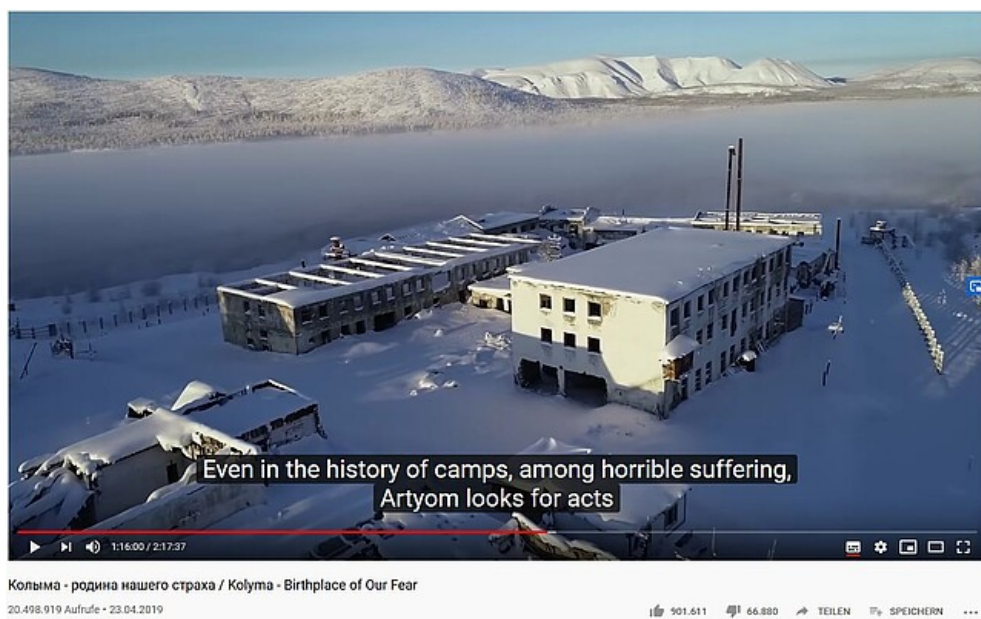 Even in the history of camps, among horrible suffering,
Artyom looks for acts
1:16:00 / 2:17:37
Колыма - родина нашего страха / Kolyma - Birthplace of Our Fear
20.498.919 Aufrufe • 23.04.2019
901.611 66.880 TEILEN SPEICHERN